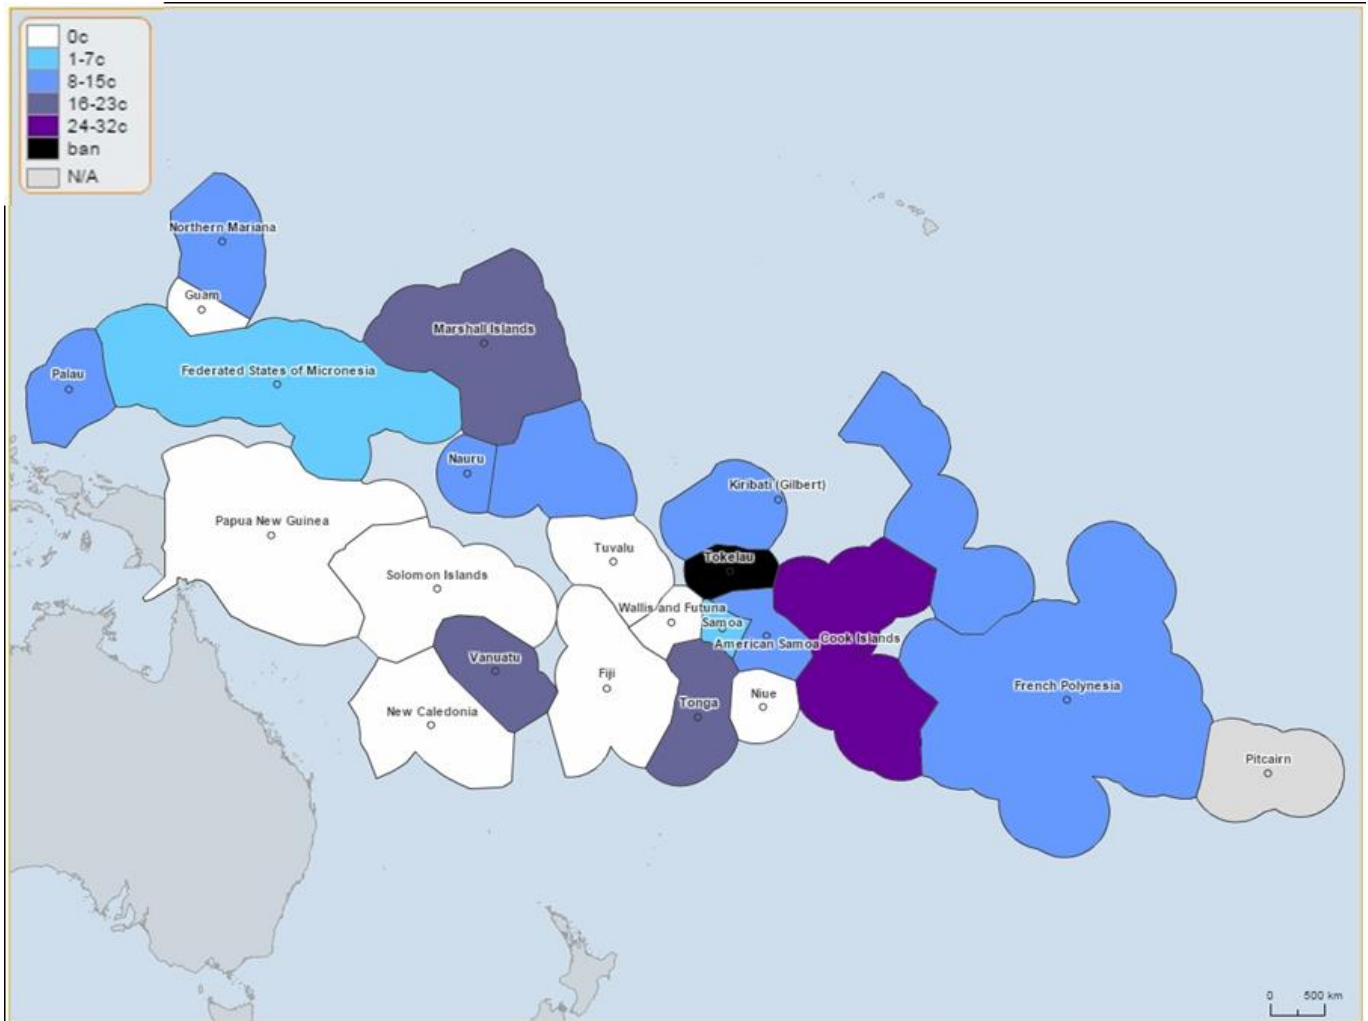 0c
1-7c
8-15c
16-23c
24-32c
ban
N/A
Northern Mariana
Guam
Marshall Islands
Palau
Federated States of Micronesia
Nauru
Kiribati (Gilbert)
Papua New Guinea
Tuvalu
Tokelau
Solomon Islands
Wallis and Futuna
Samoa
American Samoa
Cook Islands
Vanuatu
Fiji
French Polynesia
Tonga
Niue
New Caledonia
Pitcairn
0 500 km